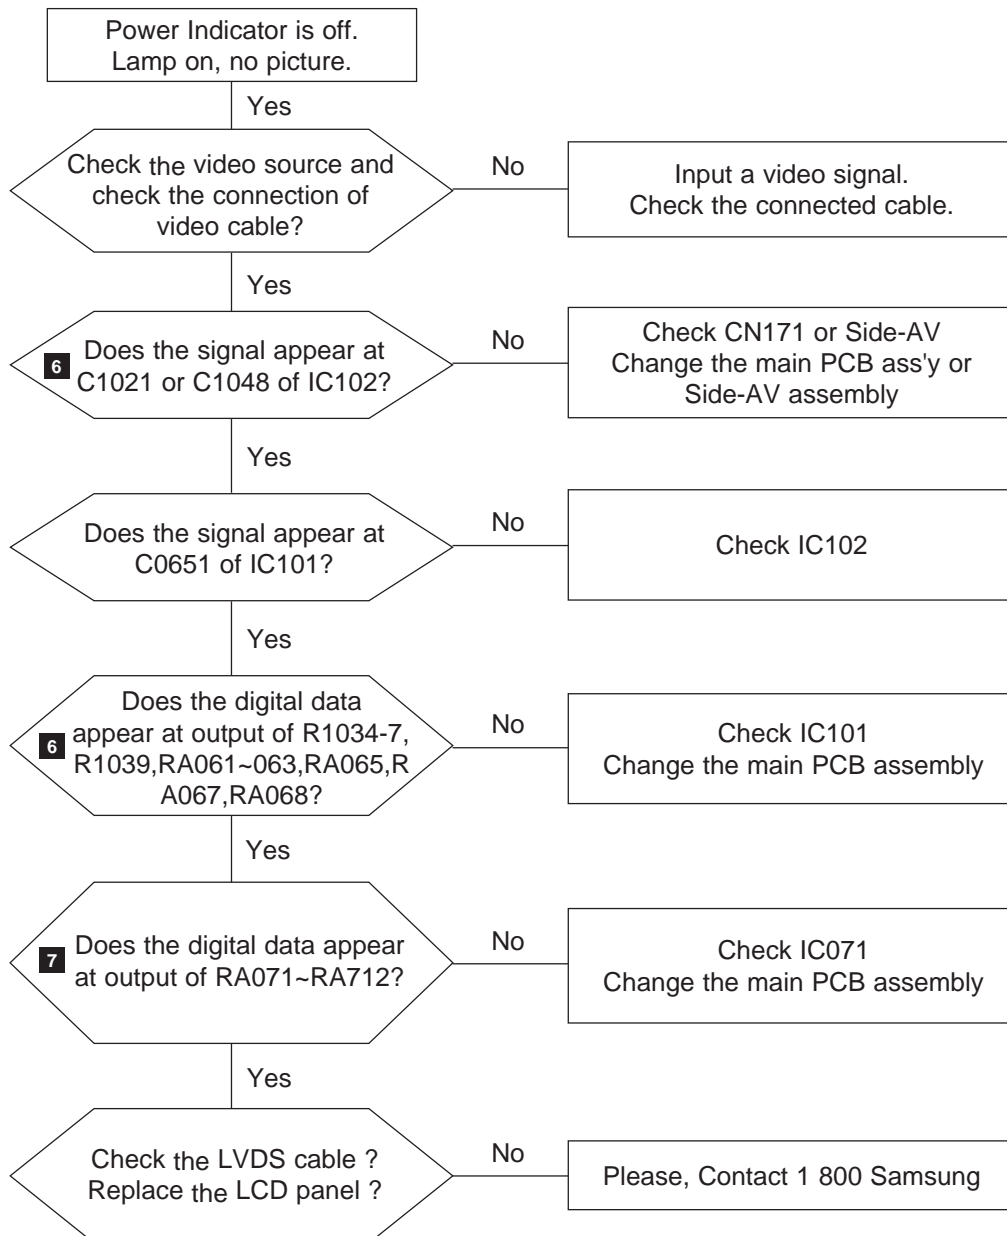 Power Indicator is off.
Lamp on, no picture.
Yes
Check the video source and
check the connection of
video cable?
No
Input a video signal.
Check the connected cable.
Yes
6
Does the signal appear at
C1021 or C1048 of IC102?
No
Check CN171 or Side-AV
Change the main PCB ass'y or
Side-AV assembly
Yes
Does the signal appear at
C0651 of IC101?
No
Check IC102
Yes
6
Does the digital data
appear at output of R1034-7,
R1039,RA061~063,RA065,R
A067,RA068?
No
Check IC101
Change the main PCB assembly
Yes
7
Does the digital data appear
at output of RA071~RA712?
No
Check IC071
Change the main PCB assembly
Yes
Check the LVDS cable ?
Replace the LCD panel ?
No
Please, Contact 1 800 Samsung